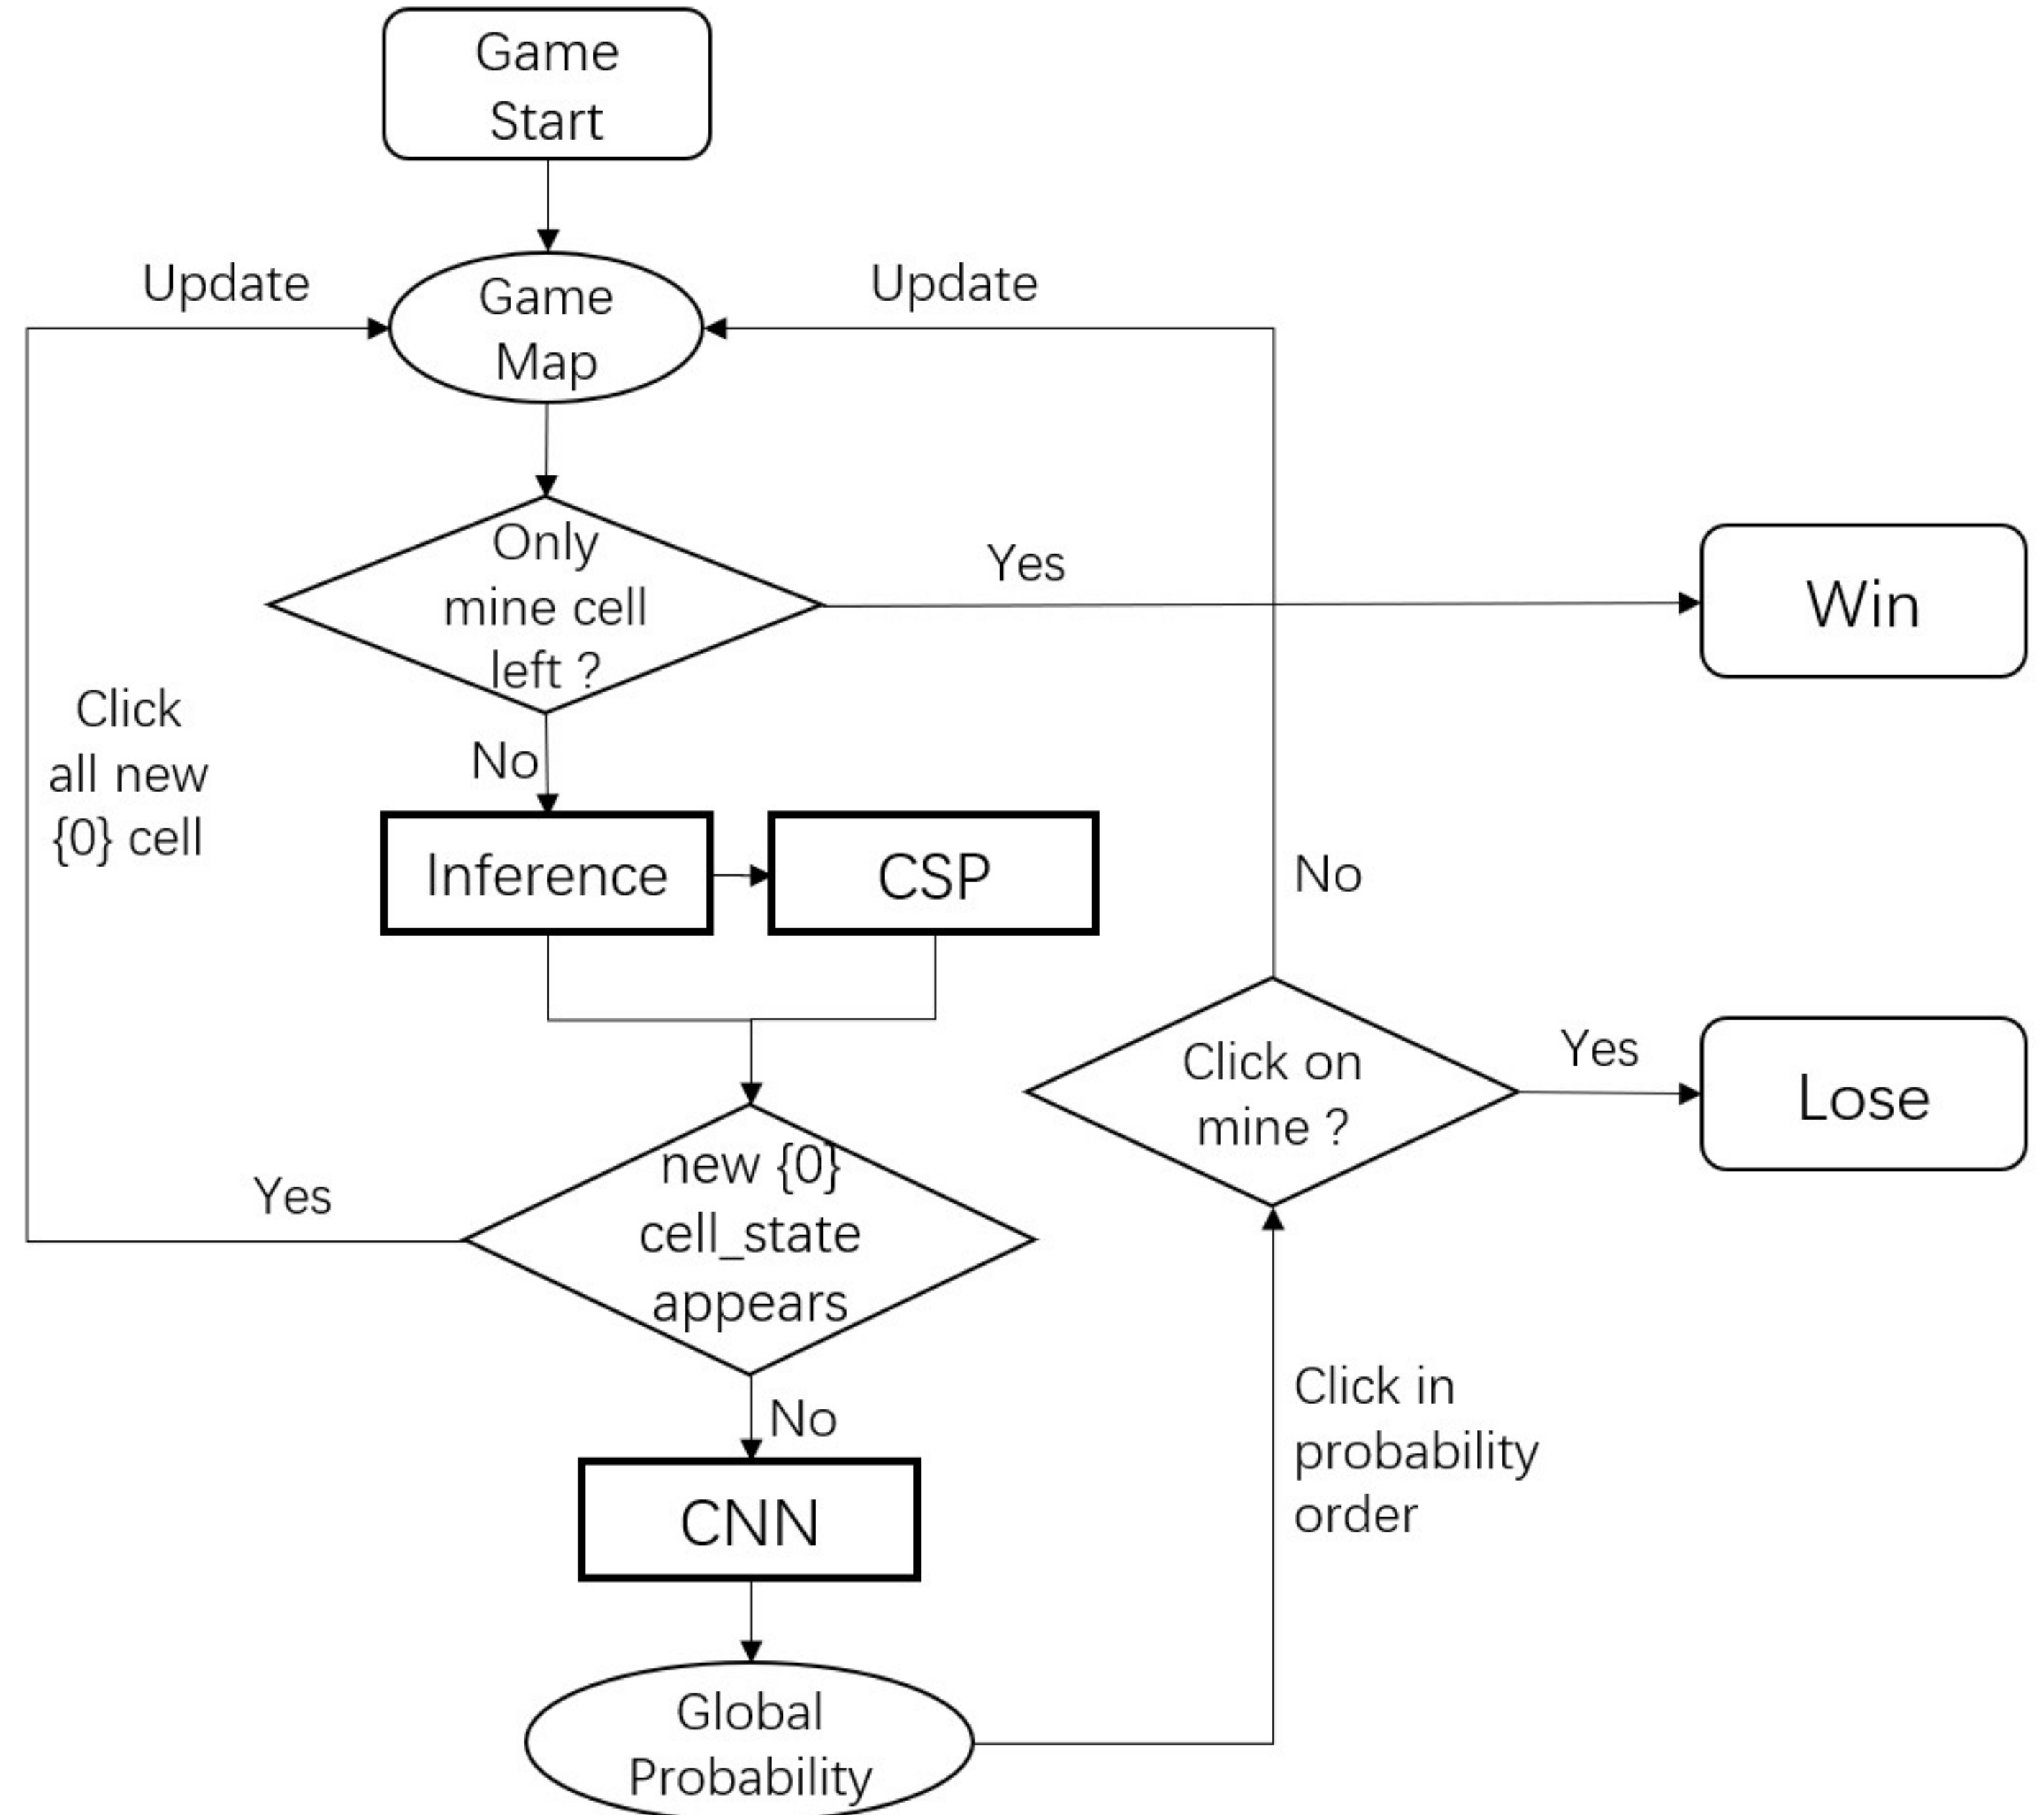 Game
Start
Update
Game
Map
Update
Only
mine cell
left ?
Yes
Win
Click
all new
{0} cell
No
Inference
CSP
No
Click on
mine ?
Yes
Lose
new {0}
cell_state
appears
Yes
No
Click in
probability
order
CNN
Global
Probability